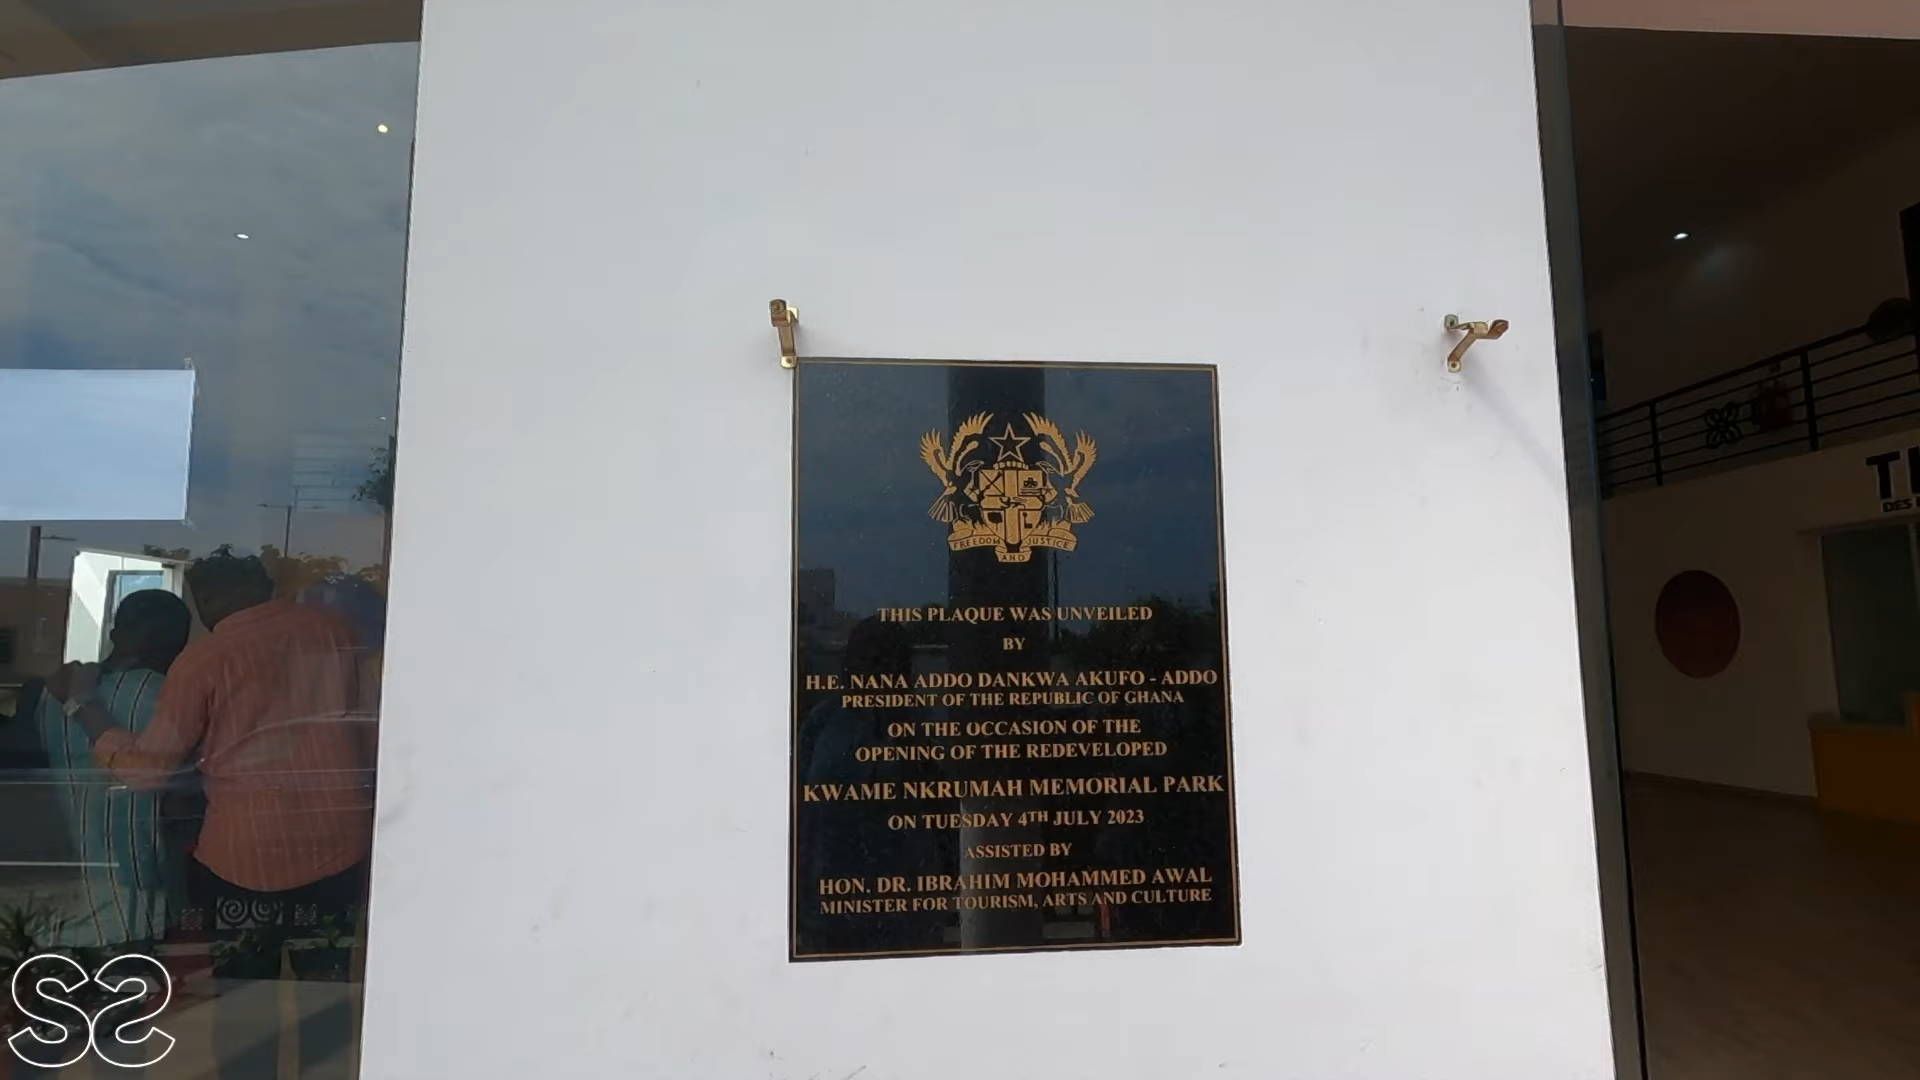 FREEDOM AND JUSTICE
THIS PLAQUE WAS UNVEILED
BY
H.E. NANA ADDO DANKWA AKUFO - ADDO
PRESIDENT OF THE REPUBLIC OF GHANA
ON THE OCCASION OF THE
OPENING OF THE REDEVELOPED
KWAME NKRUMAH MEMORIAL PARK
ON TUESDAY 4TH JULY 2023
ASSISTED BY
HON. DR. IBRAHIM MOHAMMED AWAL
MINISTER FOR TOURISM, ARTS AND CULTURE
SS